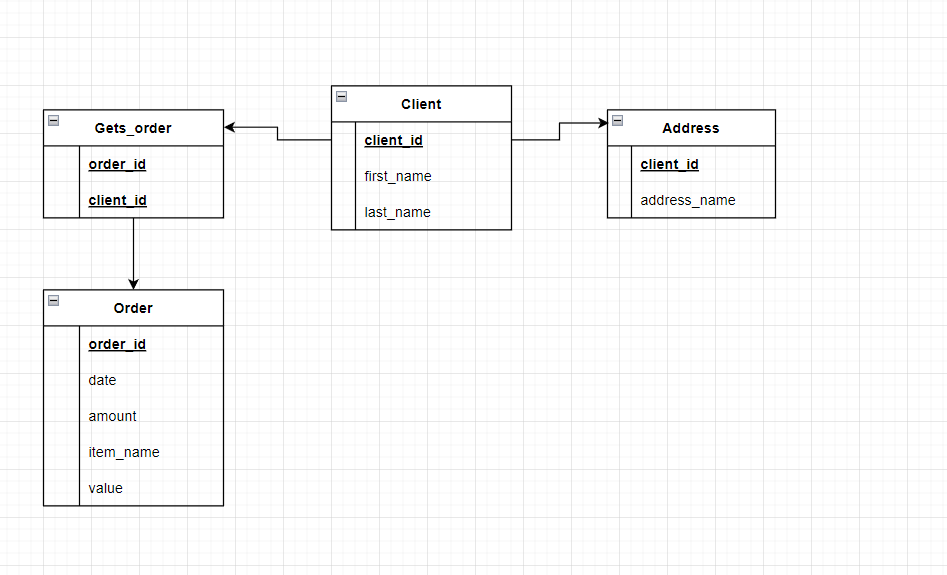 Gets_order
order_id
client_id
Client
client_id
first_name
last_name
Address
client_id
address_name
Order
order_id
date
amount
item_name
value